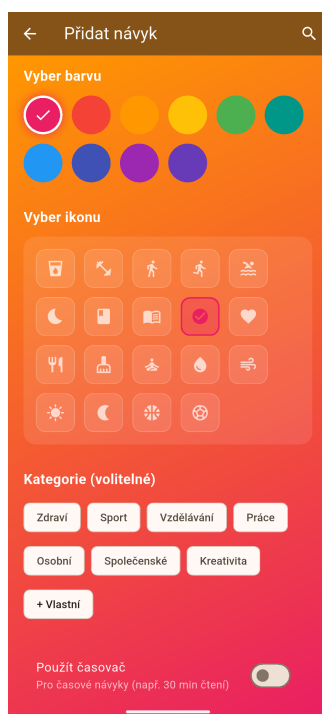 Přidat návyk
Vyber barvu
Vyber ikonu
Kategorie (volitelné)
Zdraví Sport Vzdělávání Práce
Osobní Společenské Kreativita
+ Vlastní
Použít časovač
Pro časové návyky (např. 30 min čtení)